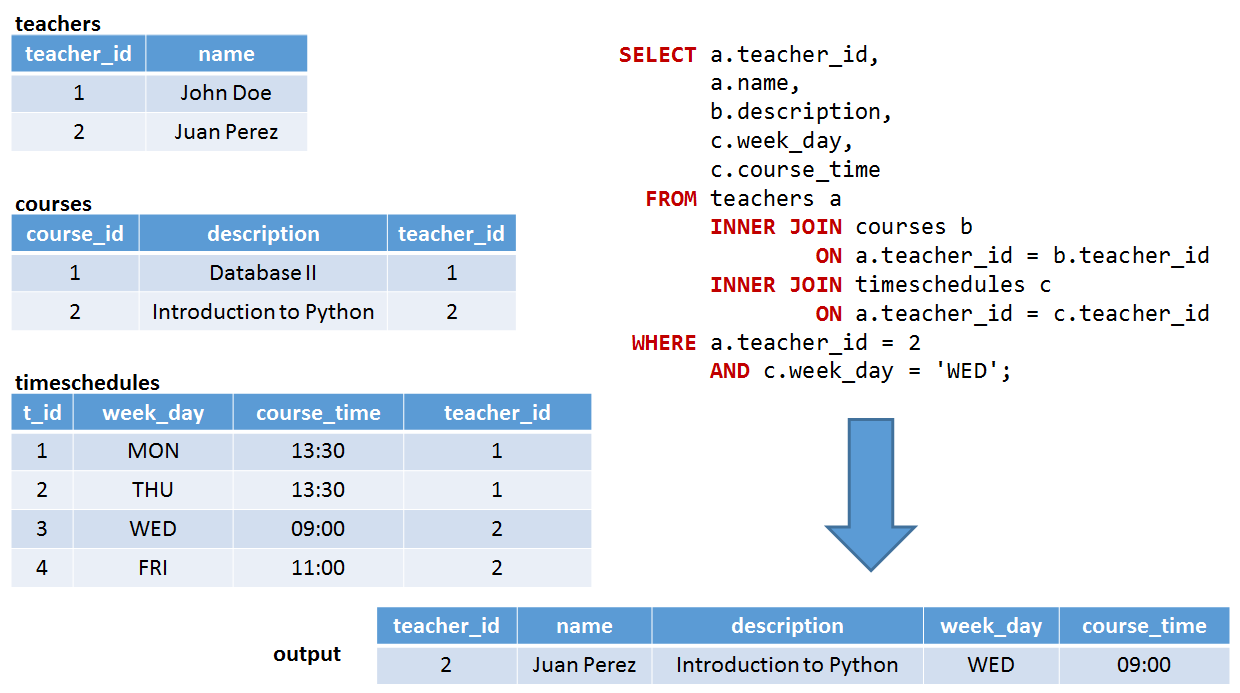 teachers
teacher_id name
1 John Doe
2 Juan Perez
courses
course_id description teacher_id
1 Database II 1
2 Introduction to Python 2
timeschedules
t_id week_day course_time teacher_id
1 MON 13:30 1
2 THU 13:30 1
3 WED 09:00 2
4 FRI 11:00 2
SELECT a.teacher_id,
a.name,
b.description,
c.week_day,
c.course_time
FROM teachers a
INNER JOIN courses b
ON a.teacher_id = b.teacher_id
INNER JOIN timeschedules c
ON a.teacher_id = c.teacher_id
WHERE a.teacher_id = 2
AND c.week_day = 'WED';
output
teacher_id name description week_day course_time
2 Juan Perez Introduction to Python WED 09:00